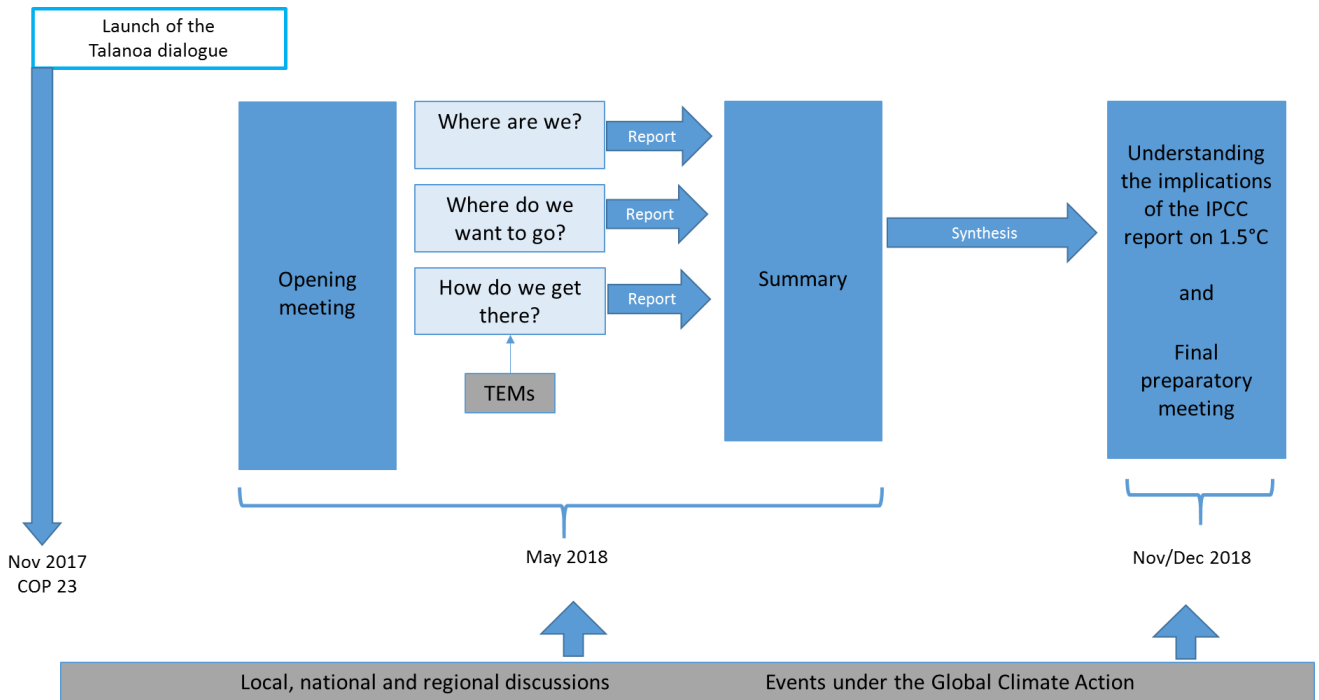 Launch of the
Talanoa dialogue
Opening
meeting
Where are we?
Report
Where do we
want to go?
Report
How do we get
there?
Report
TEMs
Summary
Synthesis
Understanding
the implications
of the IPCC
report on 1.5°C
and
Final
preparatory
meeting
Nov 2017
COP 23
May 2018
Nov/Dec 2018
Local, national and regional discussions
Events under the Global Climate Action